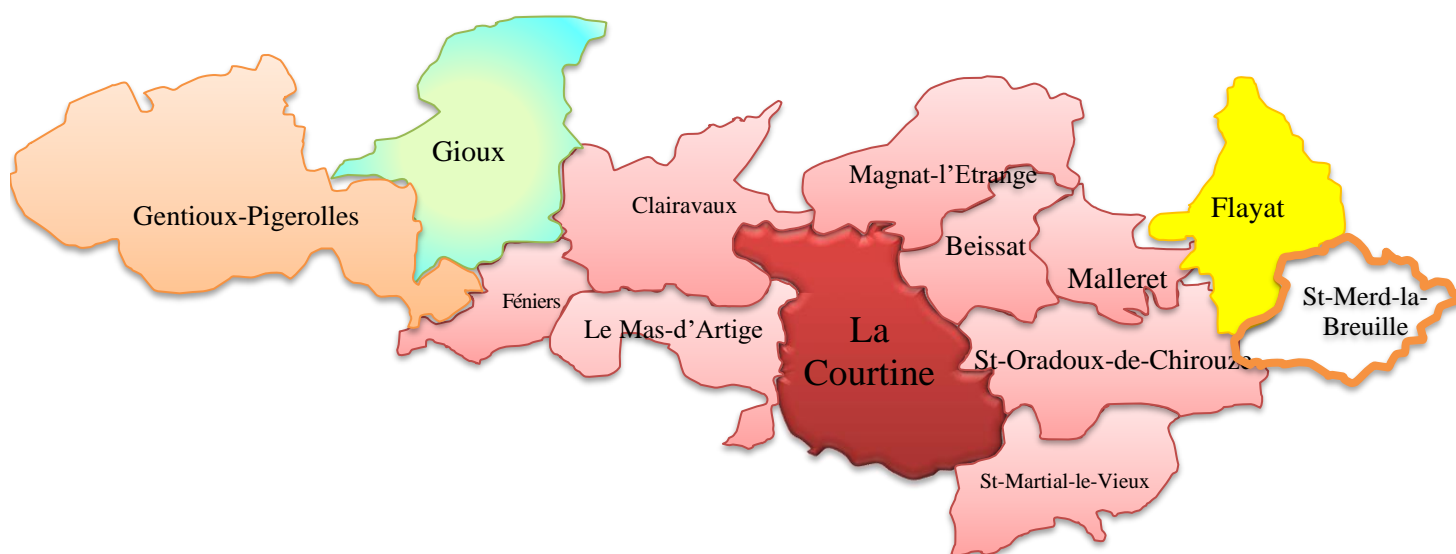 Gioux
Gentioux-Pigerolles
Clairavaux
Magnat-l’Etrange
Flayat
Beissat
Malleret
Féniers
Le Mas-d’Artige
St-Merd-la-
Breuille
La
Courtine
St-Oradoux-de-Chirouze
St-Martial-le-Vieux